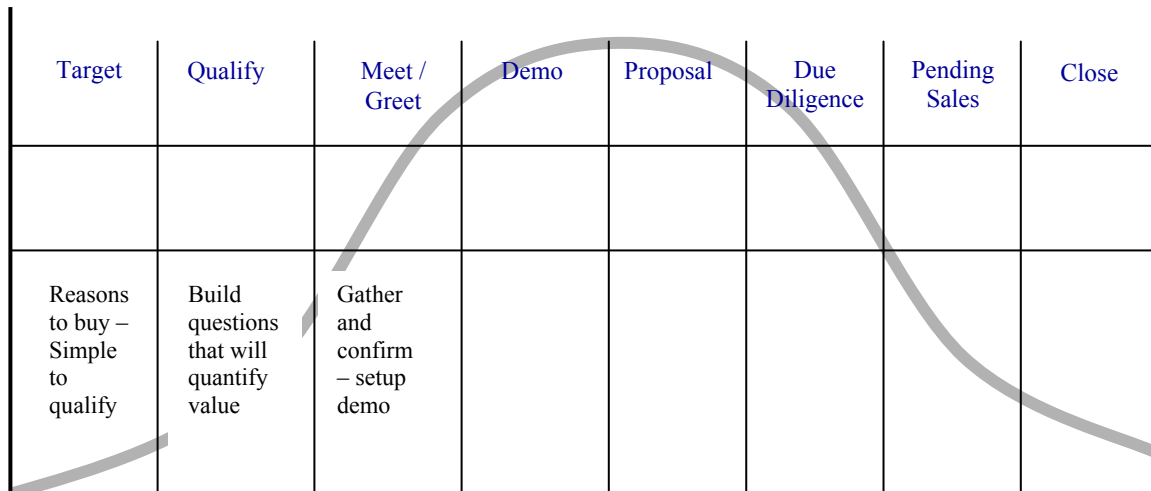 Target
Qualify
Meet /
Greet
Demo
Proposal
Due
Diligence
Pending
Sales
Close
Reasons
to buy –
Simple
to
qualify
Build
questions
that will
quantify
value
Gather
and
confirm
– setup
demo